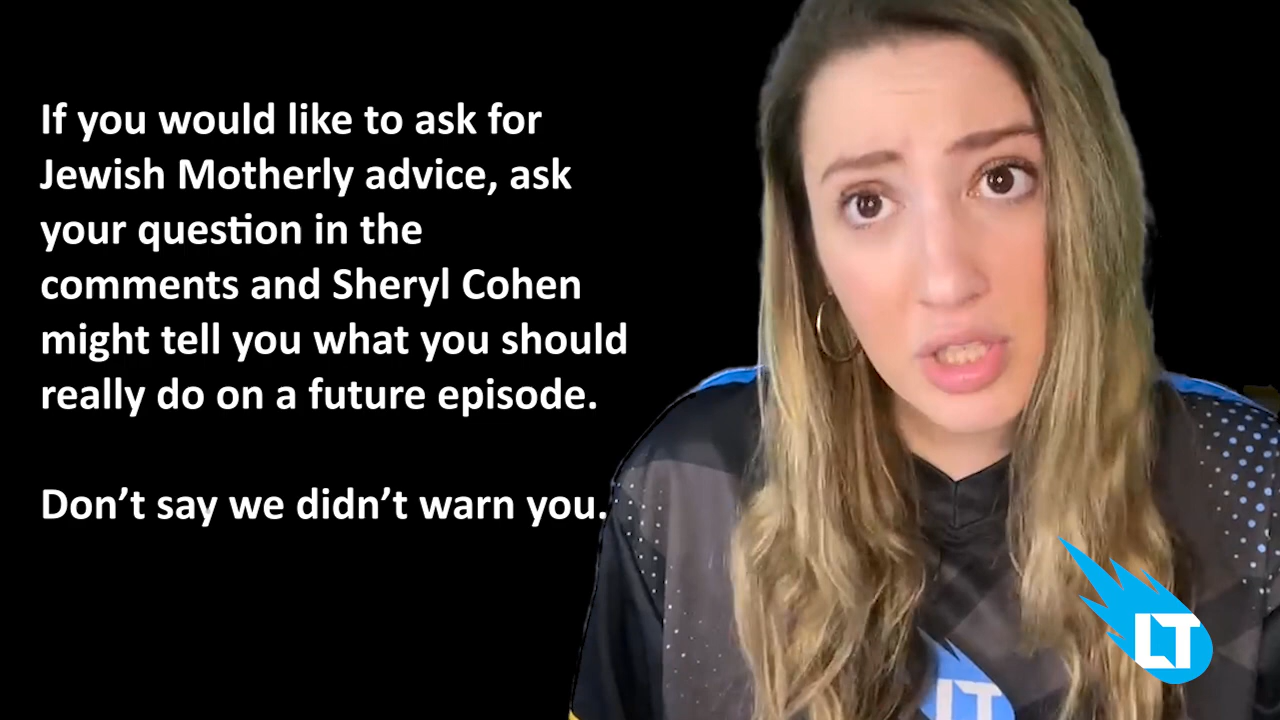 If you would like to ask for
Jewish Motherly advice, ask
your question in the
comments and Sheryl Cohen
might tell you what you should
really do on a future episode.
Don’t say we didn’t warn you.
LT
LT